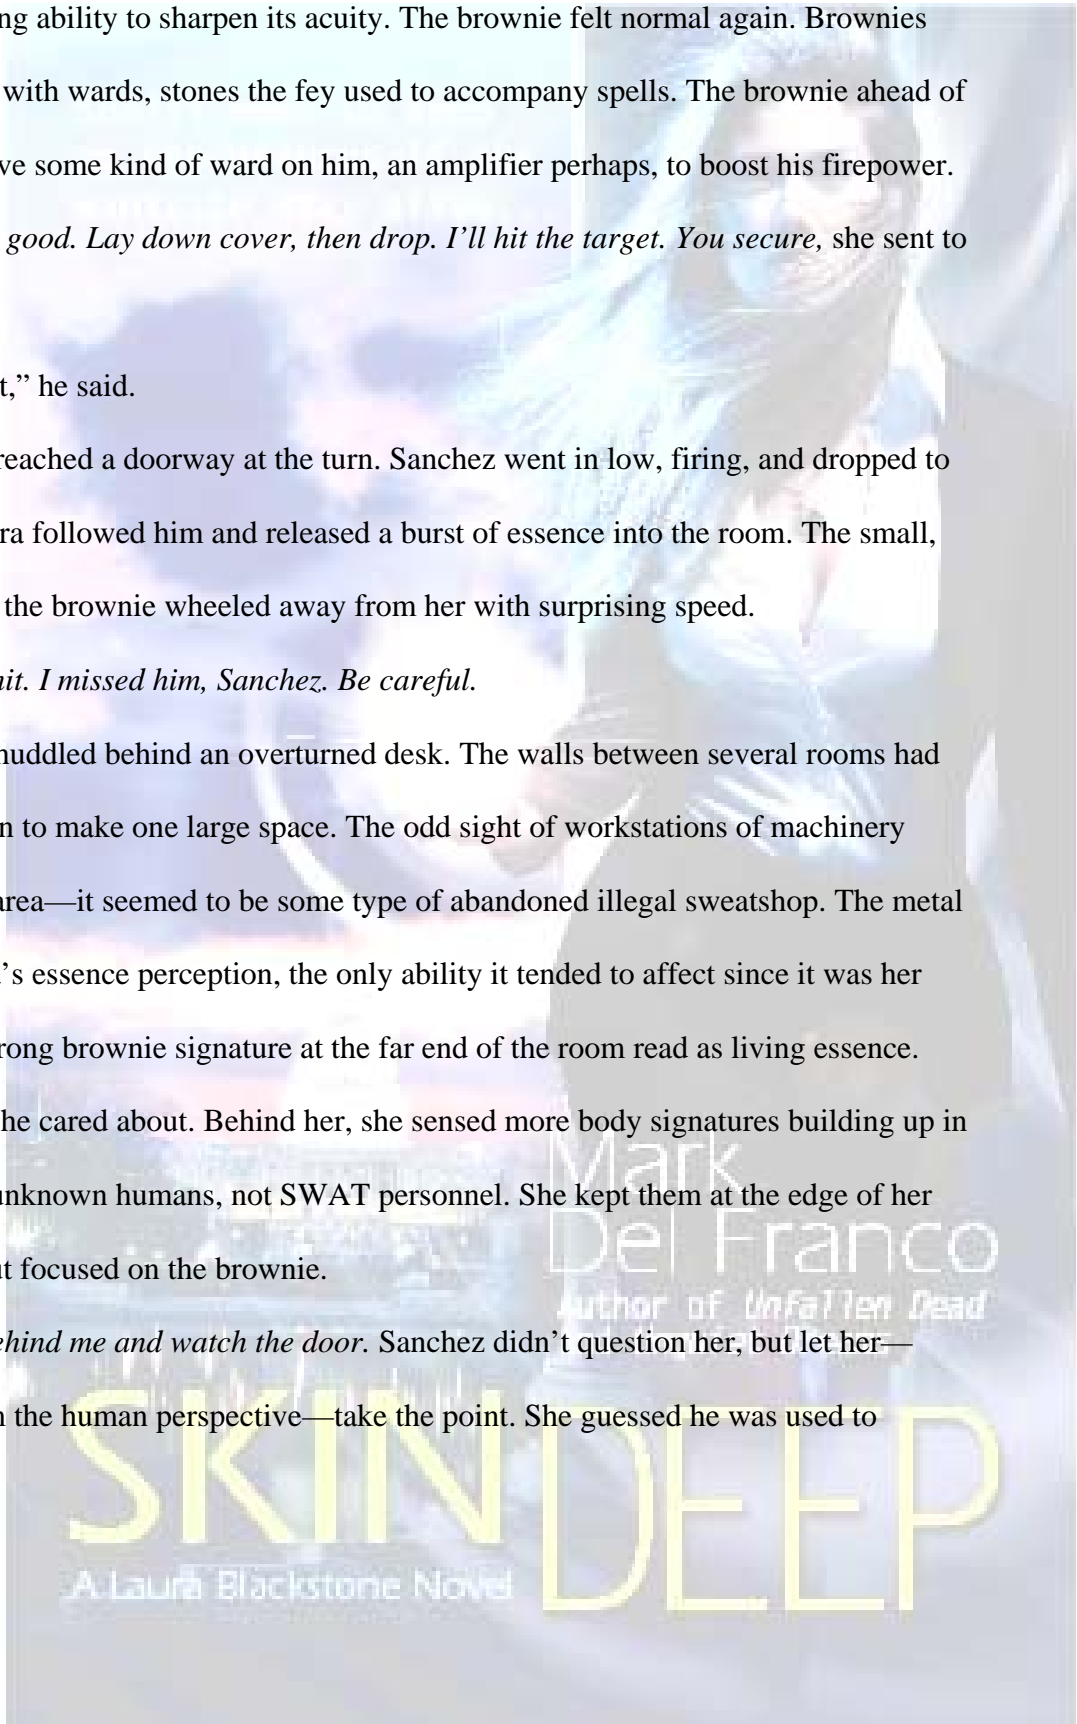 ng ability to sharpen its acuity. The brownie felt normal again. Brownies
with wards, stones the fey used to accompany spells. The brownie ahead of
ve some kind of ward on him, an amplifier perhaps, to boost his firepower.
good. Lay down cover, then drop. I’ll hit the target. You secure, she sent to
t,” he said.
reached a doorway at the turn. Sanchez went in low, firing, and dropped to
ra followed him and released a burst of essence into the room. The small,
the brownie wheeled away from her with surprising speed.
hit. I missed him, Sanchez. Be careful.
huddled behind an overturned desk. The walls between several rooms had
n to make one large space. The odd sight of workstations of machinery
area—it seemed to be some type of abandoned illegal sweatshop. The metal
’s essence perception, the only ability it tended to affect since it was her
rong brownie signature at the far end of the room read as living essence.
he cared about. Behind her, she sensed more body signatures building up in
unknown humans, not SWAT personnel. She kept them at the edge of her
ut focused on the brownie.
ehind me and watch the door. Sanchez didn’t question her, but let her—
n the human perspective—take the point. She guessed he was used to
Mark
Del Franco
Author of Unfallen Dead
SKIN DEEP
A Laura Blackstone Novel